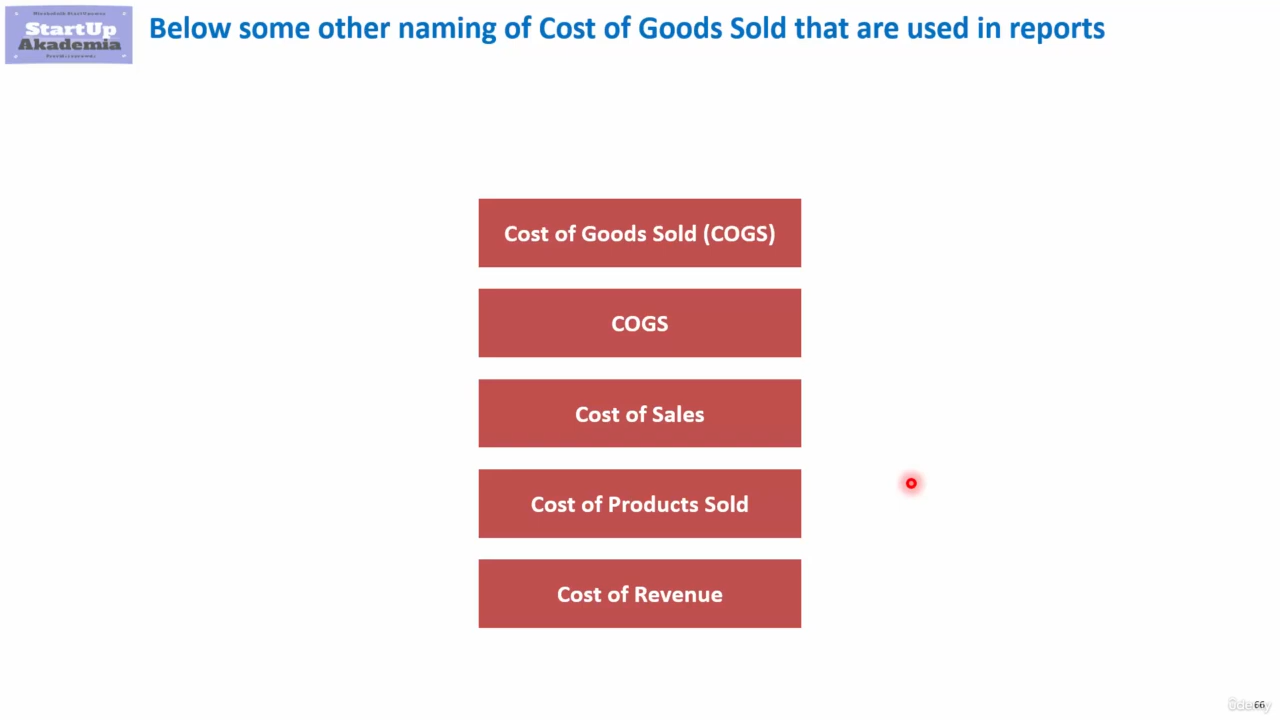 StartUp
Akademia
Below some other naming of Cost of Goods Sold that are used in reports
Cost of Goods Sold (COGS)
COGS
Cost of Sales
Cost of Products Sold
Cost of Revenue
66